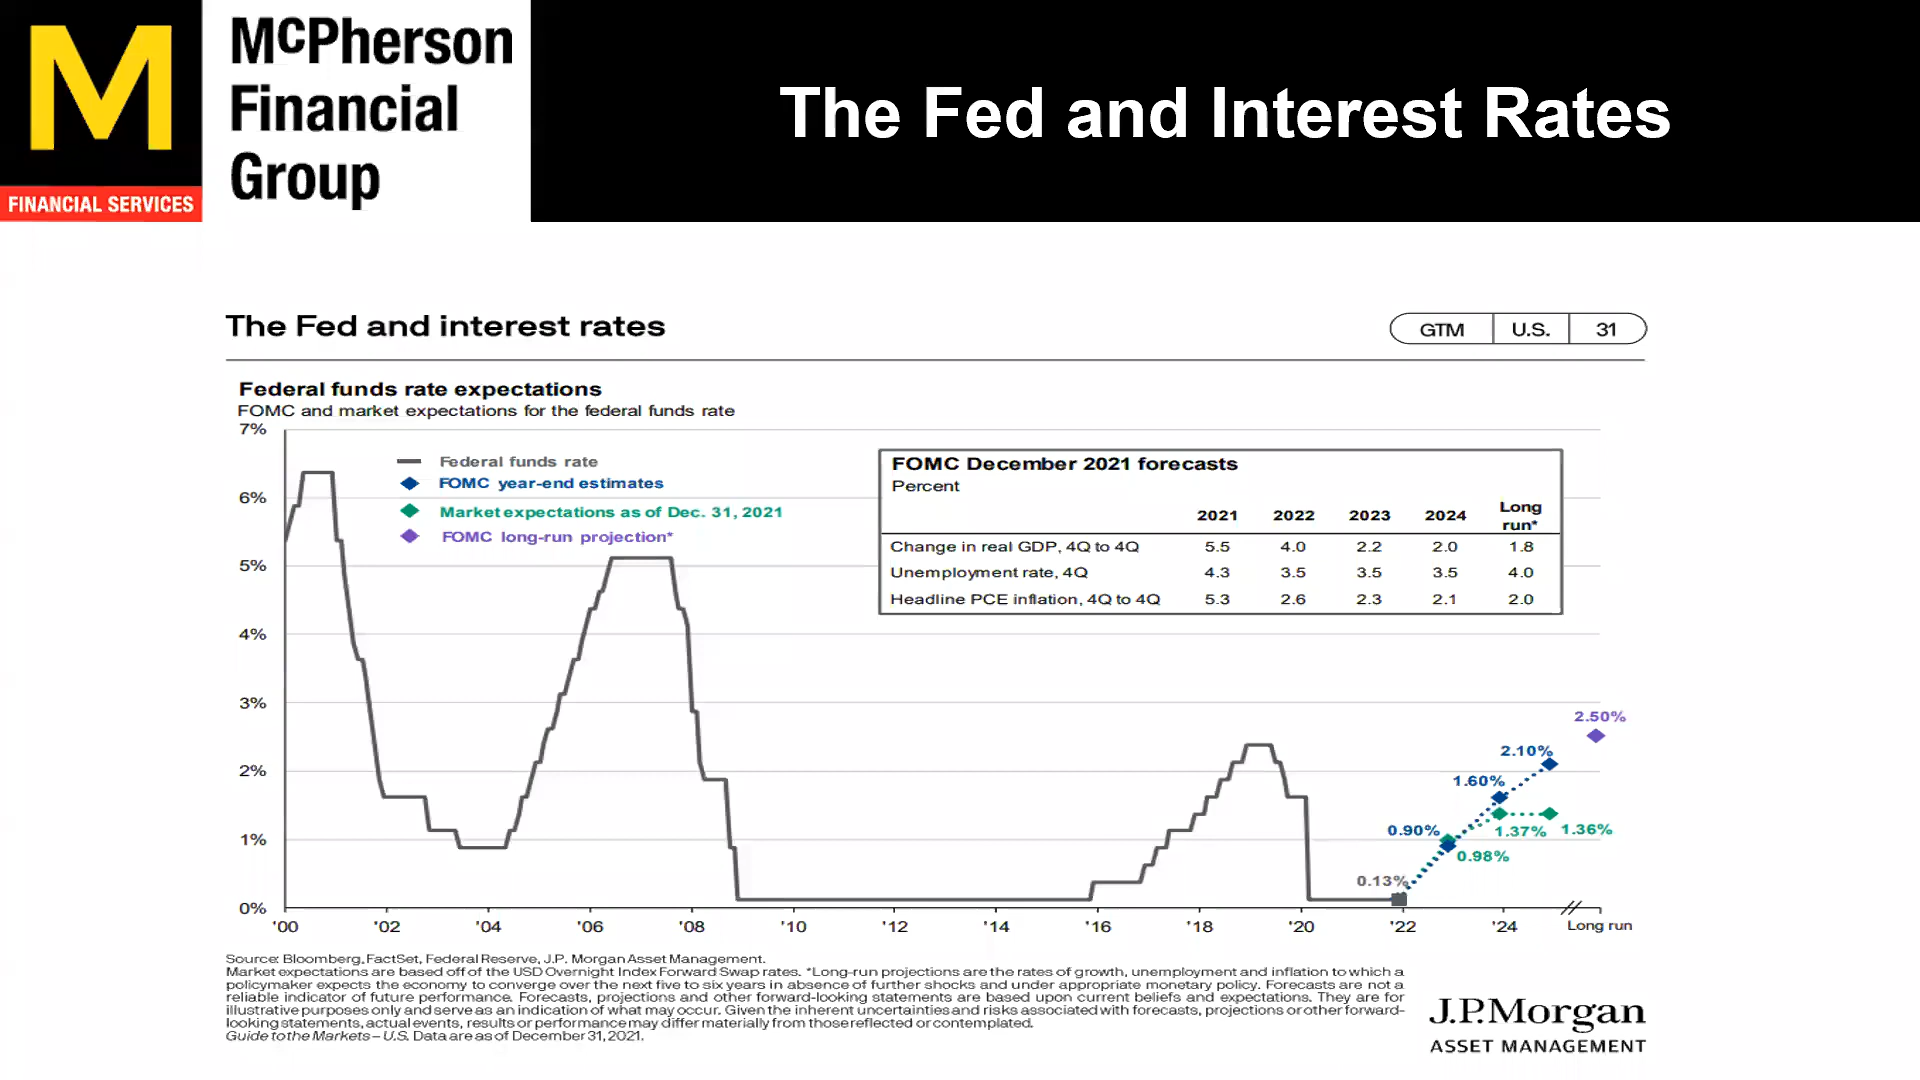 M
FINANCIAL SERVICES
McPherson
Financial
Group
The Fed and Interest Rates
The Fed and interest rates
GTM U.S. 31
Federal funds rate expectations
FOMC and market expectations for the federal funds rate
7%
6%
5%
4%
3%
2%
1%
0%
Federal funds rate
FOMC year-end estimates
Market expectations as of Dec. 31, 2021
FOMC long-run projection*
FOMC December 2021 forecasts
Percent
2021 2022 2023 2024 Long run*
Change in real GDP, 4Q to 4Q 5.5 4.0 2.2 2.0 1.8
Unemployment rate, 4Q 4.3 3.5 3.5 3.5 4.0
Headline PCE inflation, 4Q to 4Q 5.3 2.6 2.3 2.1 2.0
2.50%
2.10%
1.60%
0.90%
1.37% 1.36%
0.98%
0.13%
'00 '02 '04 '06 '08 '10 '12 '14 '16 '18 '20 '22 '24 Long run
Source: Bloomberg, FactSet, Federal Reserve, J.P. Morgan Asset Management.
Market expectations are based off of the USD Overnight Index Forward Swap rates. *Long-run projections are the rates of growth, unemployment and inflation to which a
policymaker expects the economy to converge over the next five to six years in absence of further shocks and under appropriate monetary policy. Forecasts are not a
reliable indicator of future performance. Forecasts, projections and other forward-looking statements are based upon current beliefs and expectations. They are for
illustrative purposes only and serve as an indication of what may occur. Given the inherent uncertainties and risks associated with forecasts, projections or other forward-
looking statements, actual events, results or performance may differ materially from those reflected or contemplated.
Guide to the Markets – U.S. Data are as of December 31, 2021.
J.P.Morgan
ASSET MANAGEMENT